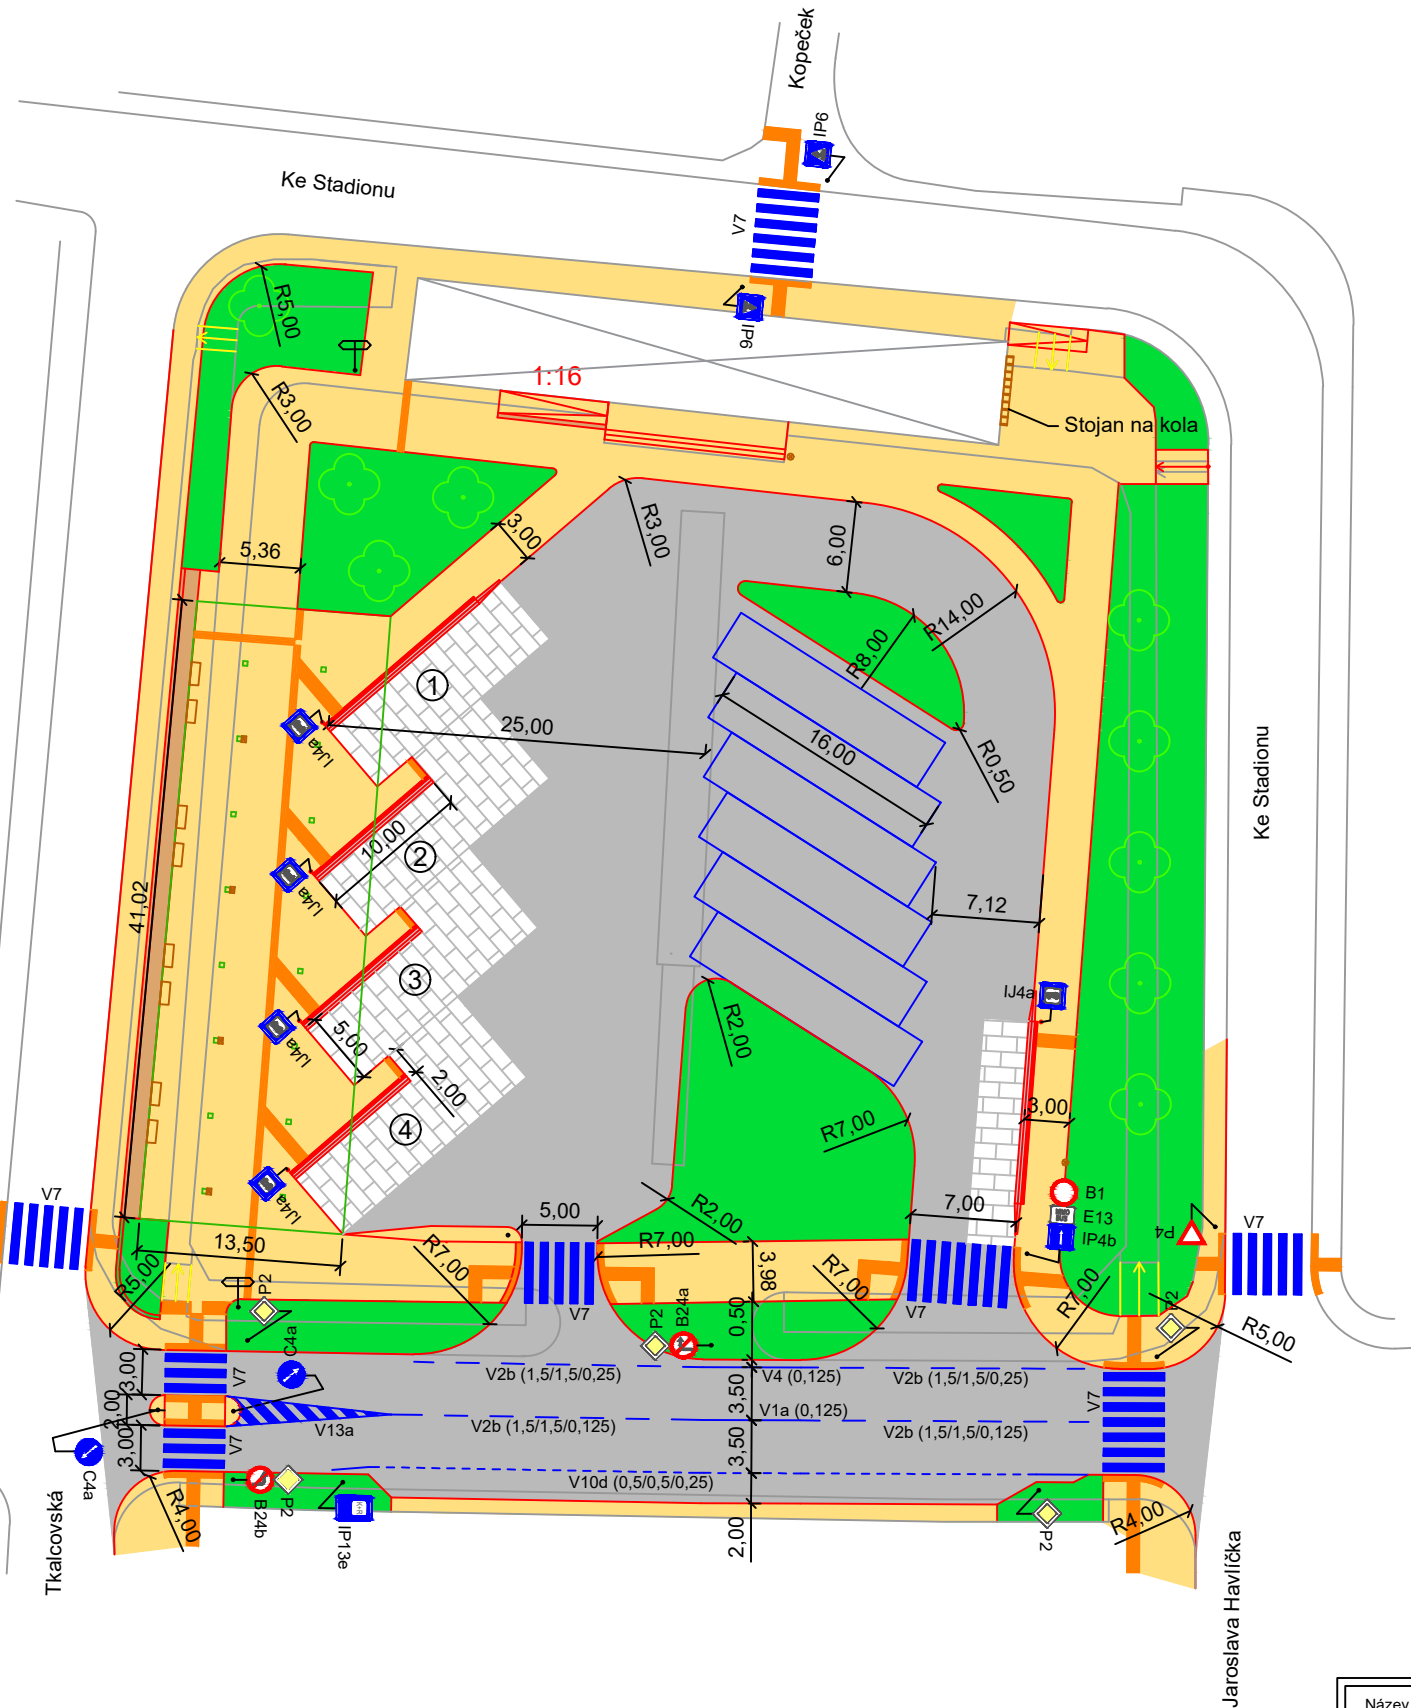 Kopeček
IP6
Ke Stadionu
V7
R5,00
IP6
1:16
R3,00
Stojan na kola
R3,00
3,00
6,00
5,36
R14,00
R8,00
1
25,00
16,00
R0,50
IJ4a
Ke Stadionu
10,00
2
IJ4a
41,02
7,12
3
IJ4a
R2,00
5,00
IJ4a
2,00
3,00
4
R7,00
B1
IJ4a
V7
5,00
R2,00
7,00
E13
IP4b
P4
V7
13,50
R7,00
R7,00
3,98
R7,00
R5,00
P2
V7
P2
B24a
0,50
V7
R7,00
P2
R5,00
C4a
3,00
V7
V2b (1,5/1,5/0,25)
V4 (0,125)
V2b (1,5/1,5/0,25)
3,50
V7
2,00
V1a (0,125)
V13a
V2b (1,5/1,5/0,125)
V2b (1,5/1,5/0,125)
3,00
V7
3,50
C4a
V10d (0,5/0,5/0,25)
R4,00
B24b
P2
K+R
IP13e
2,00
P2
R4,00
Tkalcovská
Jaroslava Havlíčka
Název